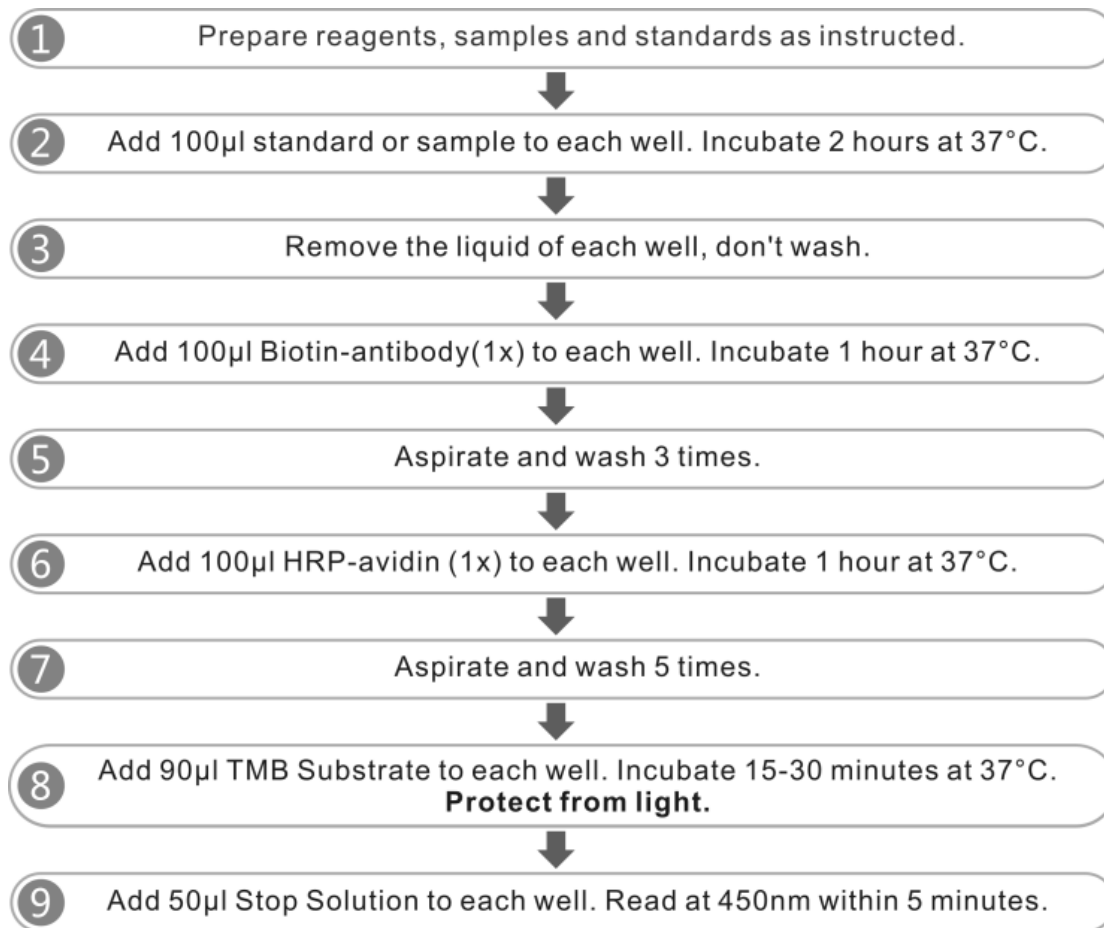 1 Prepare reagents, samples and standards as instructed.
2 Add 100µl standard or sample to each well. Incubate 2 hours at 37°C.
3 Remove the liquid of each well, don't wash.
4 Add 100µl Biotin-antibody(1x) to each well. Incubate 1 hour at 37°C.
5 Aspirate and wash 3 times.
6 Add 100µl HRP-avidin (1x) to each well. Incubate 1 hour at 37°C.
7 Aspirate and wash 5 times.
8 Add 90µl TMB Substrate to each well. Incubate 15-30 minutes at 37°C.
Protect from light.
9 Add 50µl Stop Solution to each well. Read at 450nm within 5 minutes.